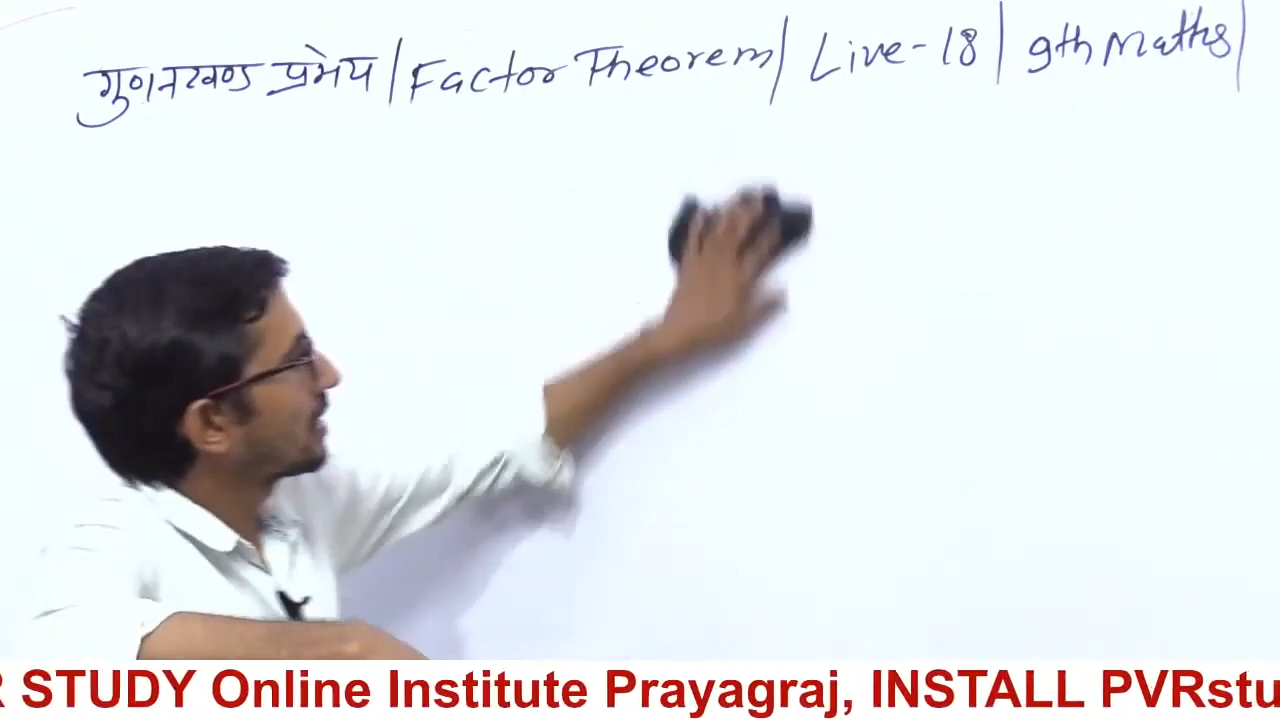 गुणनखण्ड प्रमेय / Factor Theorem / Live-18 | 9th Maths |
R STUDY Online Institute Prayagraj, INSTALL PVRstu